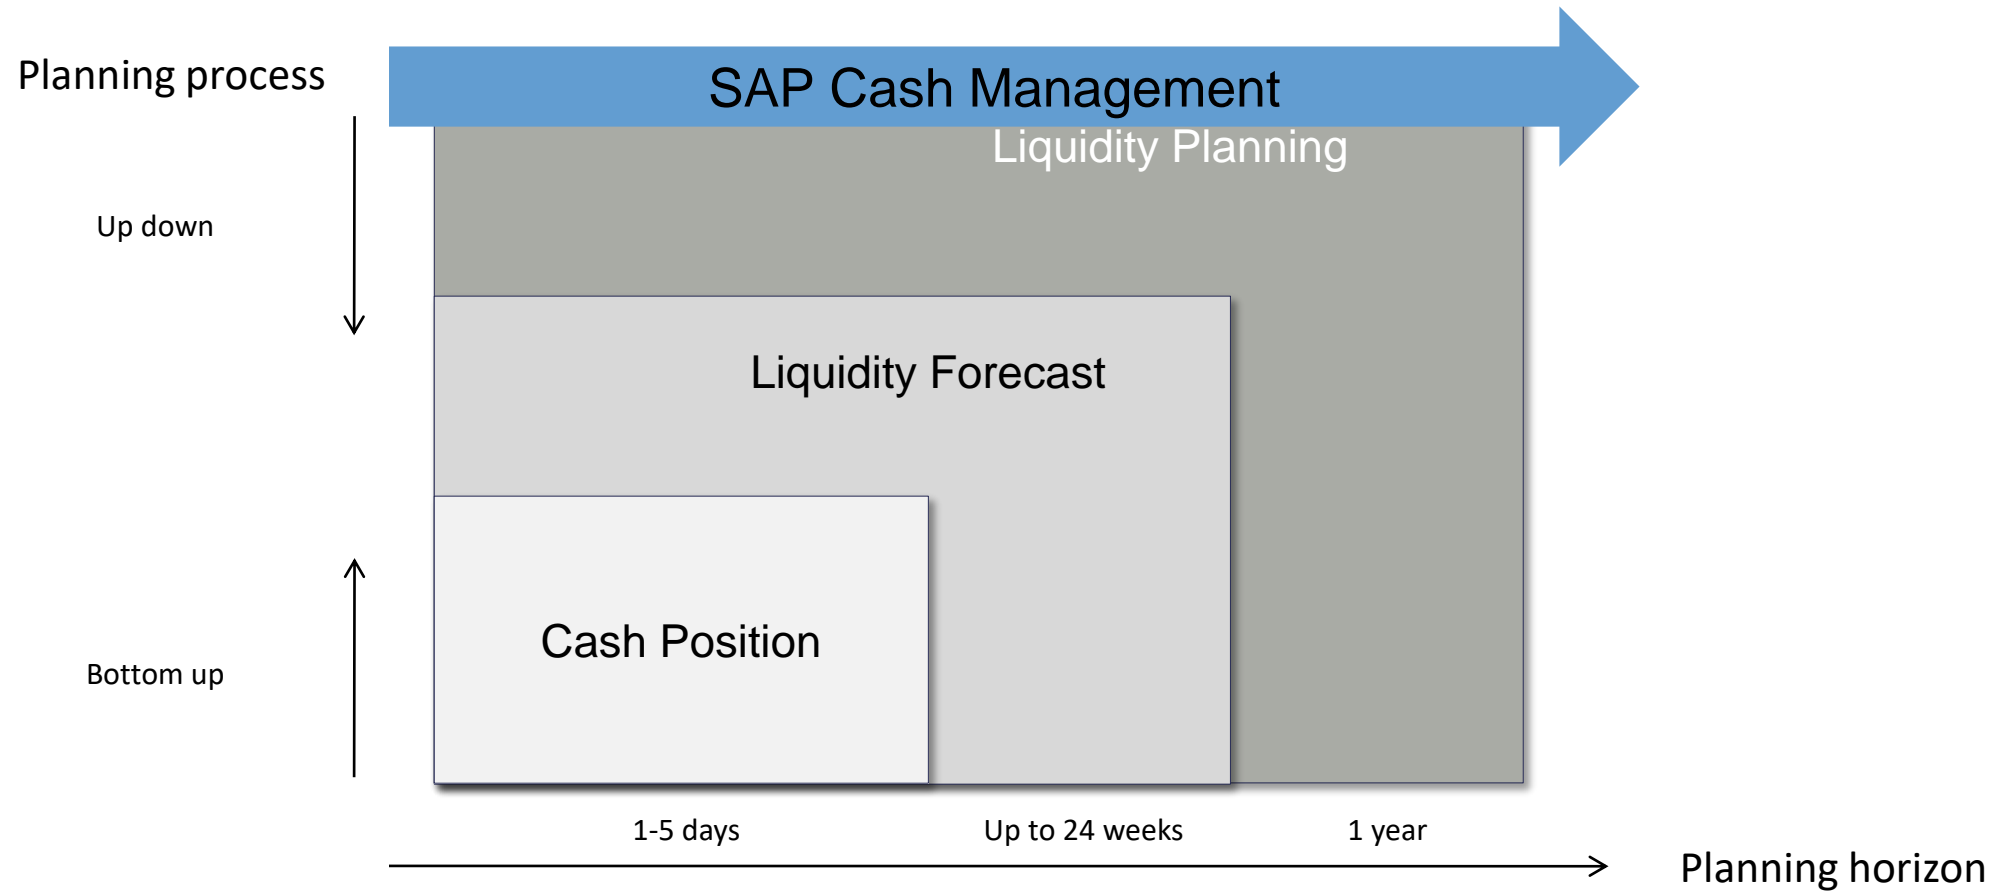 Planning process
SAP Cash Management
Liquidity Planning
Up down
Liquidity Forecast
Cash Position
Bottom up
1-5 days
Up to 24 weeks
1 year
Planning horizon